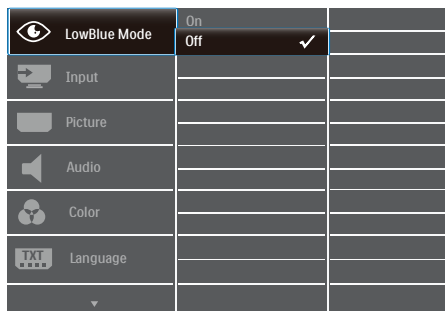 LowBlue Mode
On
Off
Input
Picture
Audio
Color
TXT
Language